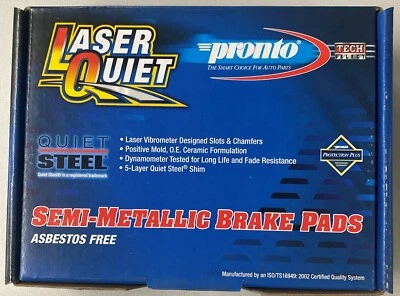 LASER
QUIET
pronto
THE SMART CHOICE FOR AUTO PARTS
TECH
PLUS
QUIET
STEEL
Quiet Steel® is a registered trademark
• Laser Vibrometer Designed Slots & Chamfers
• Positive Mold, O.E. Ceramic Formulation
• Dynamometer Tested for Long Life and Fade Resistance
• 5-Layer Quiet Steel® Shim
PROTECTION PLUS
SEMI-METALLIC BRAKE PADS
ASBESTOS FREE
Manufactured by an ISO/TS16949: 2002 Certified Quality System